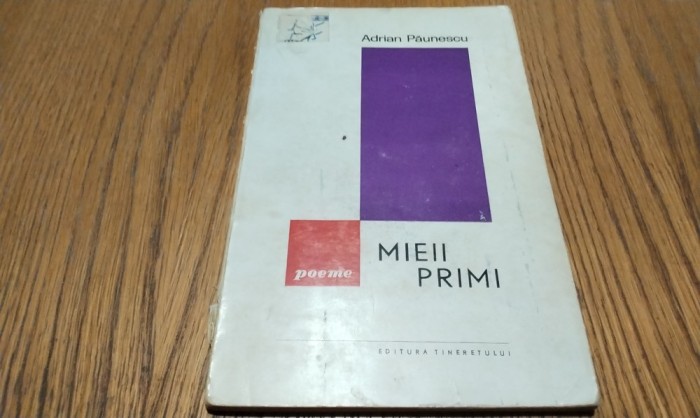 Adrian Păunescu
poeme
MIEII
PRIMI
EDITURA TINERETULUI